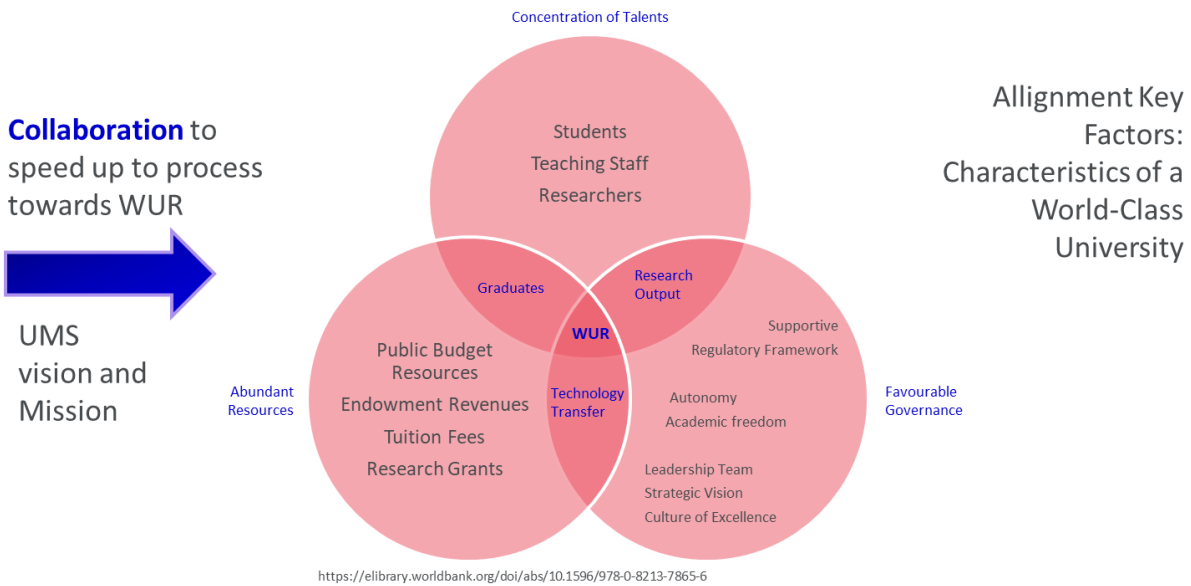 Concentration of Talents
Collaboration to
speed up to process
towards WUR
UMS
vision and
Mission
Allignment Key
Factors:
Characteristics of a
World-Class
University
Students
Teaching Staff
Researchers
Graduates
Research
Output
WUR
Technology
Transfer
Abundant
Resources
Public Budget
Resources
Endowment Revenues
Tuition Fees
Research Grants
Supportive
Regulatory Framework
Autonomy
Academic freedom
Leadership Team
Strategic Vision
Culture of Excellence
Favourable
Governance
https://elibrary.worldbank.org/doi/abs/10.1596/978-0-8213-7865-6